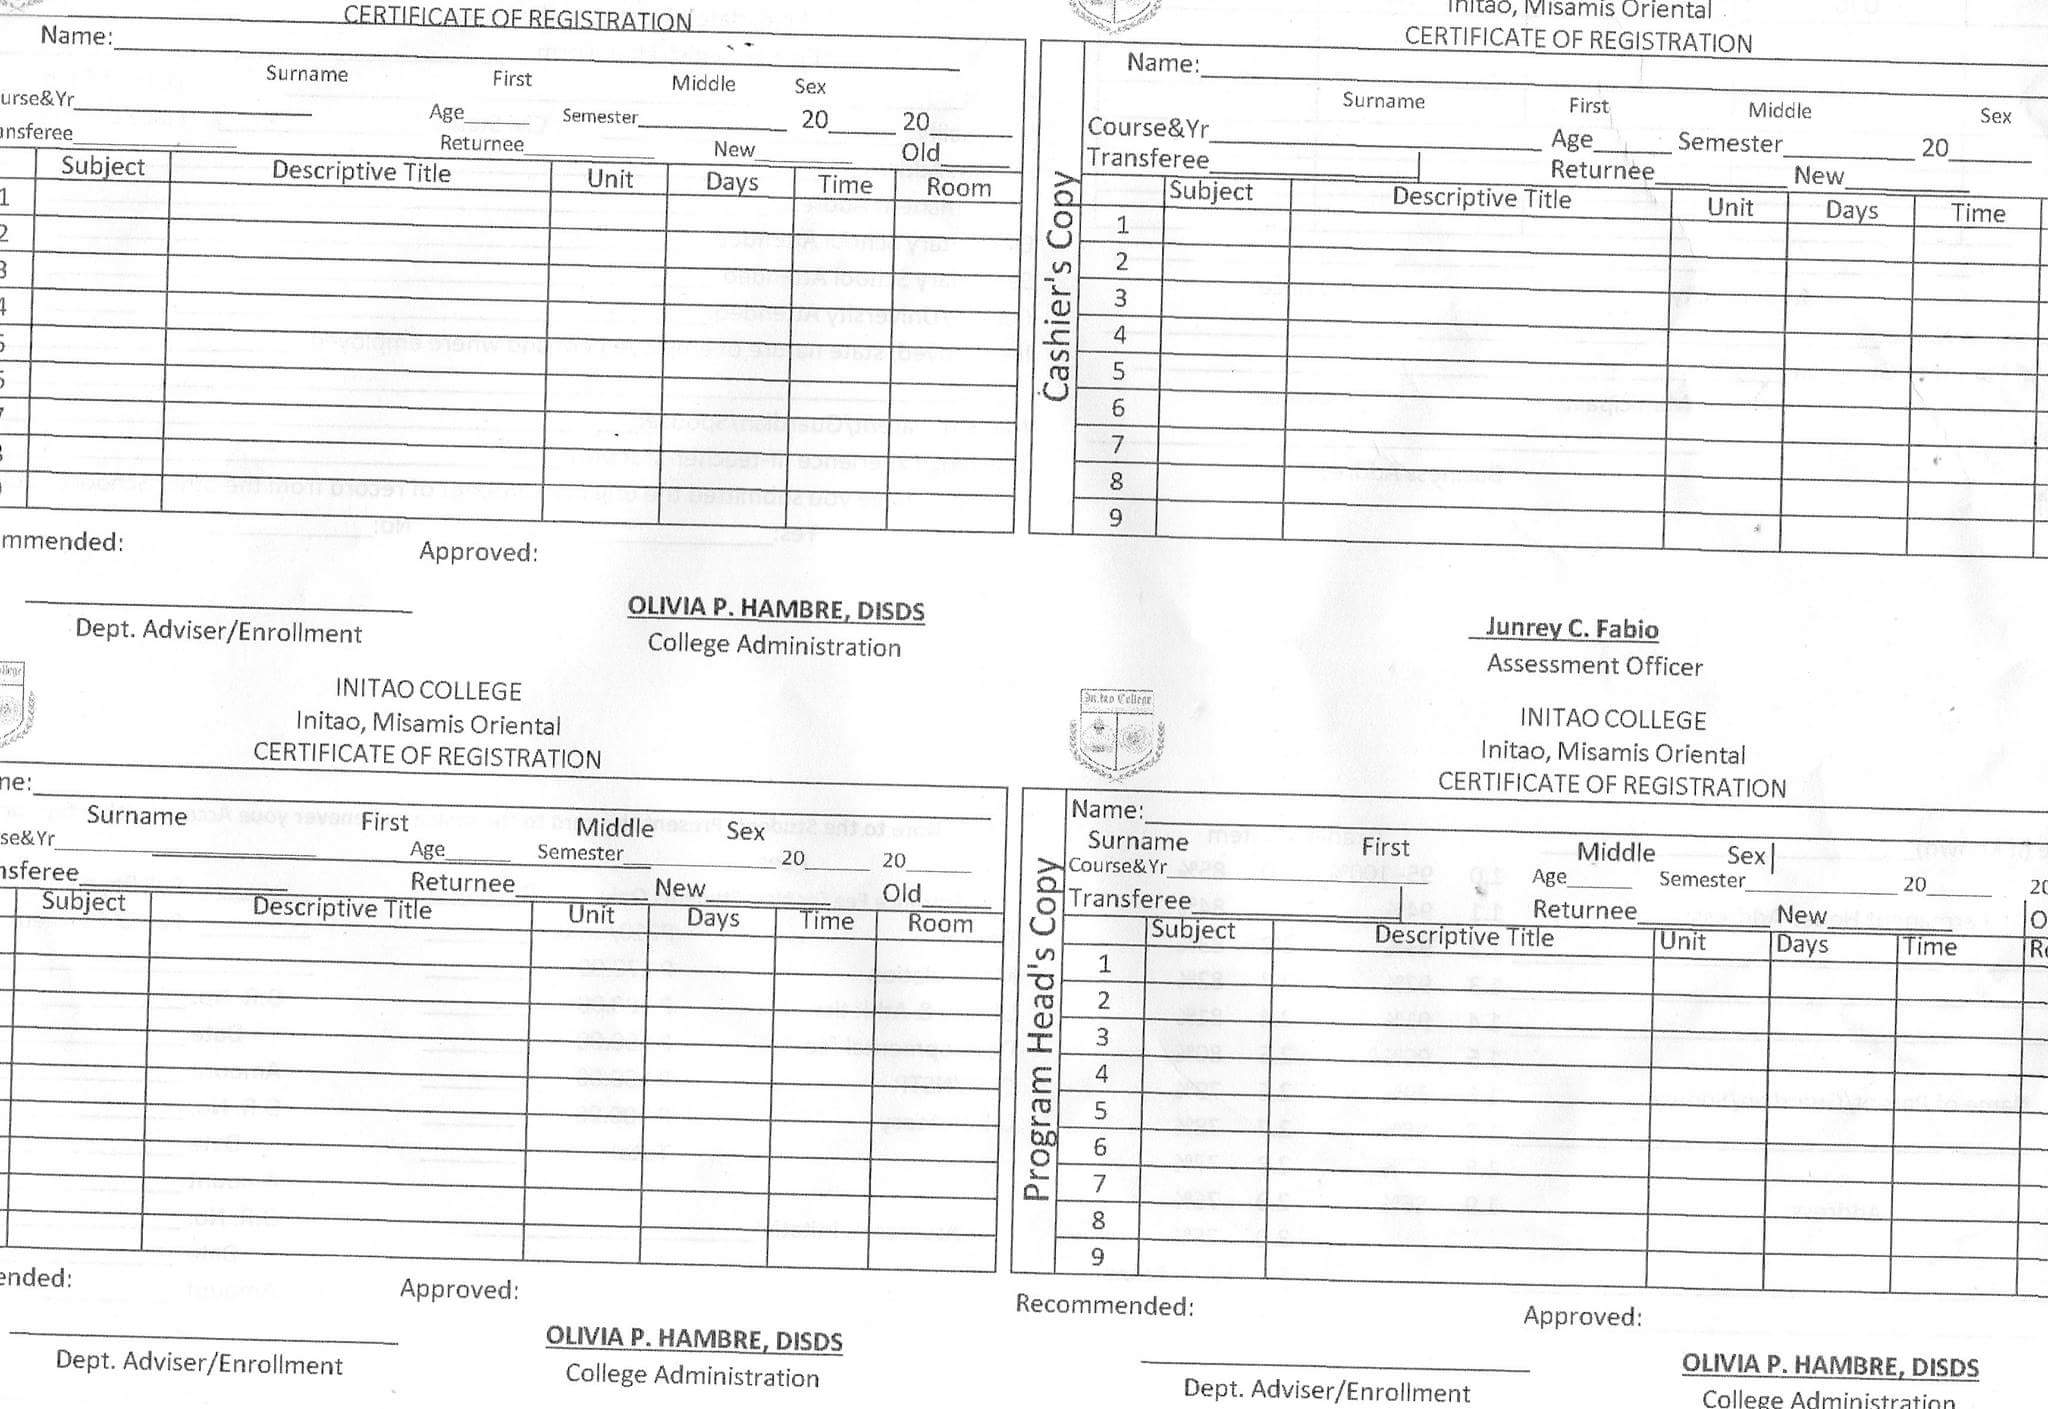 CERTIFICATE OF REGISTRATION
Name:
Surname First Middle Sex
urse&Yr Age Semester 20 20
nsferee Returnee New Old
Subject Descriptive Title Unit Days Time Room
1
2
3
4
5
6
7
8
9
mmended: Approved:
OLIVIA P. HAMBRE, DISDS
Dept. Adviser/Enrollment College Administration
Initao, Misamis Oriental
CERTIFICATE OF REGISTRATION
Cashier's Copy
Name:
Surname First Middle Sex
Course&Yr Age Semester 20
Transferee Returnee New
Subject Descriptive Title Unit Days Time
1
2
3
4
5
6
7
8
9
Junrey C. Fabio
Assessment Officer
INITAO COLLEGE
Initao, Misamis Oriental
CERTIFICATE OF REGISTRATION
me:
Surname First Middle Sex
se&Yr Age Semester 20 20
nsferee Returnee New Old
Subject Descriptive Title Unit Days Time Room
ended: Approved:
OLIVIA P. HAMBRE, DISDS
Dept. Adviser/Enrollment College Administration
Initao College
INITAO COLLEGE
Initao, Misamis Oriental
CERTIFICATE OF REGISTRATION
Program Head's Copy
Name:
Surname First Middle Sex
Course&Yr Age Semester 20 20
Transferee Returnee New O
Subject Descriptive Title Unit Days Time R
1
2
3
4
5
6
7
8
9
Recommended: Approved:
OLIVIA P. HAMBRE, DISDS
Dept. Adviser/Enrollment College Administration